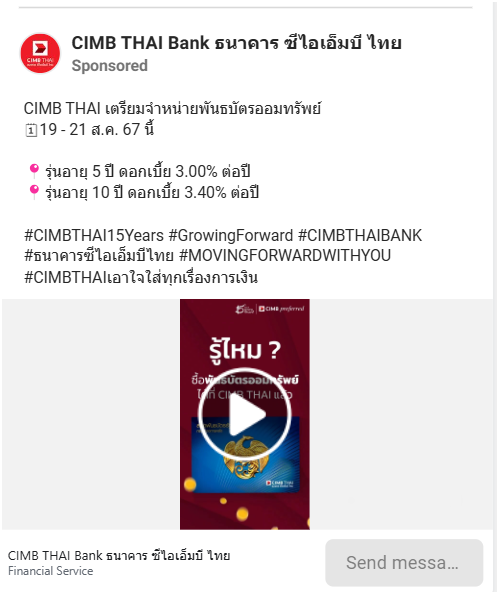 CIMB THAI Bank ธนาคาร ซีไอเอ็มบี ไทย
Sponsored
CIMB THAI เตรียมจำหน่ายพันธบัตรออมทรัพย์
🗓19 - 21 ส.ค. 67 นี้
📍รุ่นอายุ 5 ปี ดอกเบี้ย 3.00% ต่อปี
📍รุ่นอายุ 10 ปี ดอกเบี้ย 3.40% ต่อปี
#CIMBTHAI15Years #GrowingForward #CIMBTHAIBANK
#ธนาคารซีไอเอ็มบีไทย #MOVINGFORWARDWITHYOU
#CIMBTHAIเอาใจใส่ทุกเรื่องการเงิน
CIMB preferred
รู้ไหม ?
ซื้อพันธบัตรออมทรัพย์
ได้ที่ CIMB THAI แล้ว
CIMB THAI
CIMB THAI Bank ธนาคาร ซีไอเอ็มบี ไทย
Financial Service
Send messa...